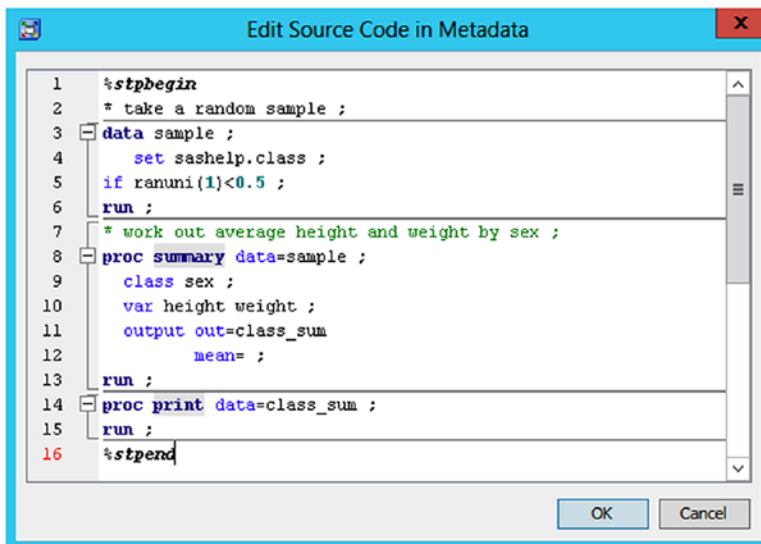 Edit Source Code in Metadata
x
1 %stpbegin
2 * take a random sample ;
3 data sample ;
4 set sashelp.class ;
5 if ranuni(1)<0.5 ;
6 run ;
7 * work out average height and weight by sex ;
8 proc summary data=sample ;
9 class sex ;
10 var height weight ;
11 output out=class_sum
12 mean= ;
13 run ;
14 proc print data=class_sum ;
15 run ;
16 %stpend
OK Cancel